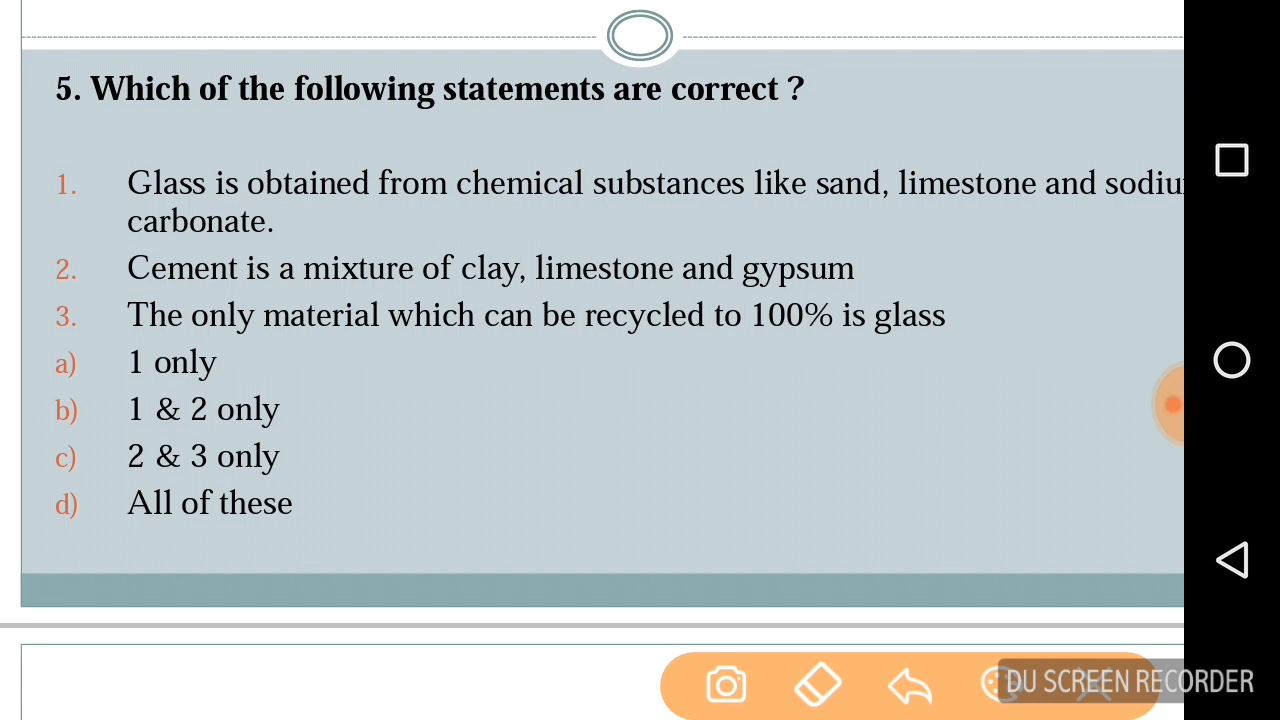 5. Which of the following statements are correct ?
1. Glass is obtained from chemical substances like sand, limestone and
carbonate.
2. Cement is a mixture of clay, limestone and gypsum
3. The only material which can be recycled to 100% is glass
a) 1 only
b) 1 & 2 only
c) 2 & 3 only
d) All of these
DU SCREEN RECORDER